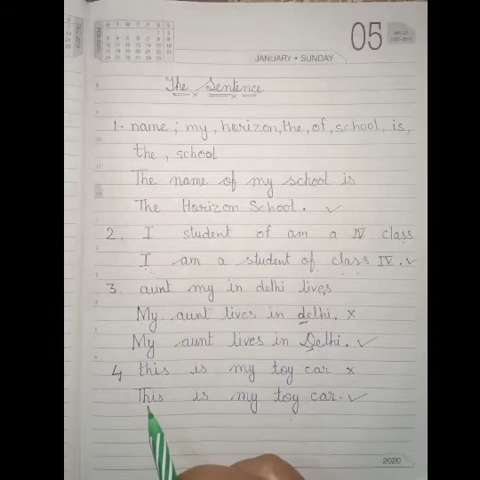 05
JANUARY • SUNDAY
The Sentence
1. name, my, horizon, the, of, school, is,
the, school
The name of my school is
The Horizon School. ✓
2. I student of am a IV class
I am a student of class IV. ✓
3 aunt my in delhi lives
My aunt lives in delhi. x
My aunt lives in Delhi. ✓
4 this is my toy car x
This is my toy car. ✓
2020